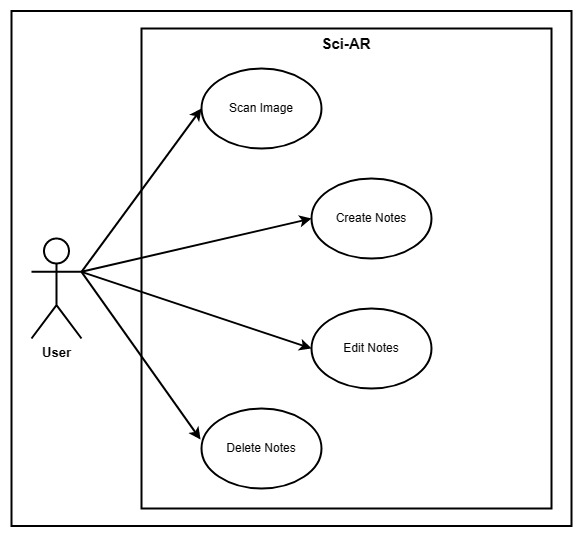 Sci-AR
Scan Image
Create Notes
Edit Notes
User
Delete Notes